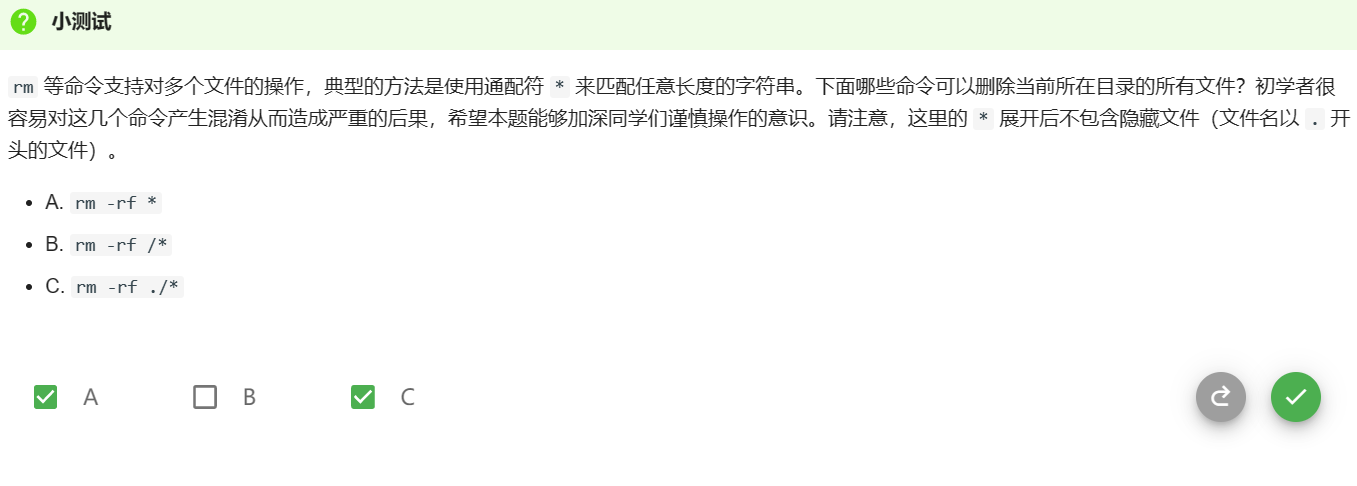 小测试
rm 等命令支持对多个文件的操作，典型的方法是使用通配符 * 来匹配任意长度的字符串。下面哪些命令可以删除当前所在目录的所有文件？初学者很
容易对这几个命令产生混淆从而造成严重的后果，希望本题能够加深同学们谨慎操作的意识。请注意，这里的 * 展开后不包含隐藏文件（文件名以 . 开
头的文件）。
A. rm -rf *
B. rm -rf /*
C. rm -rf ./*
A B C